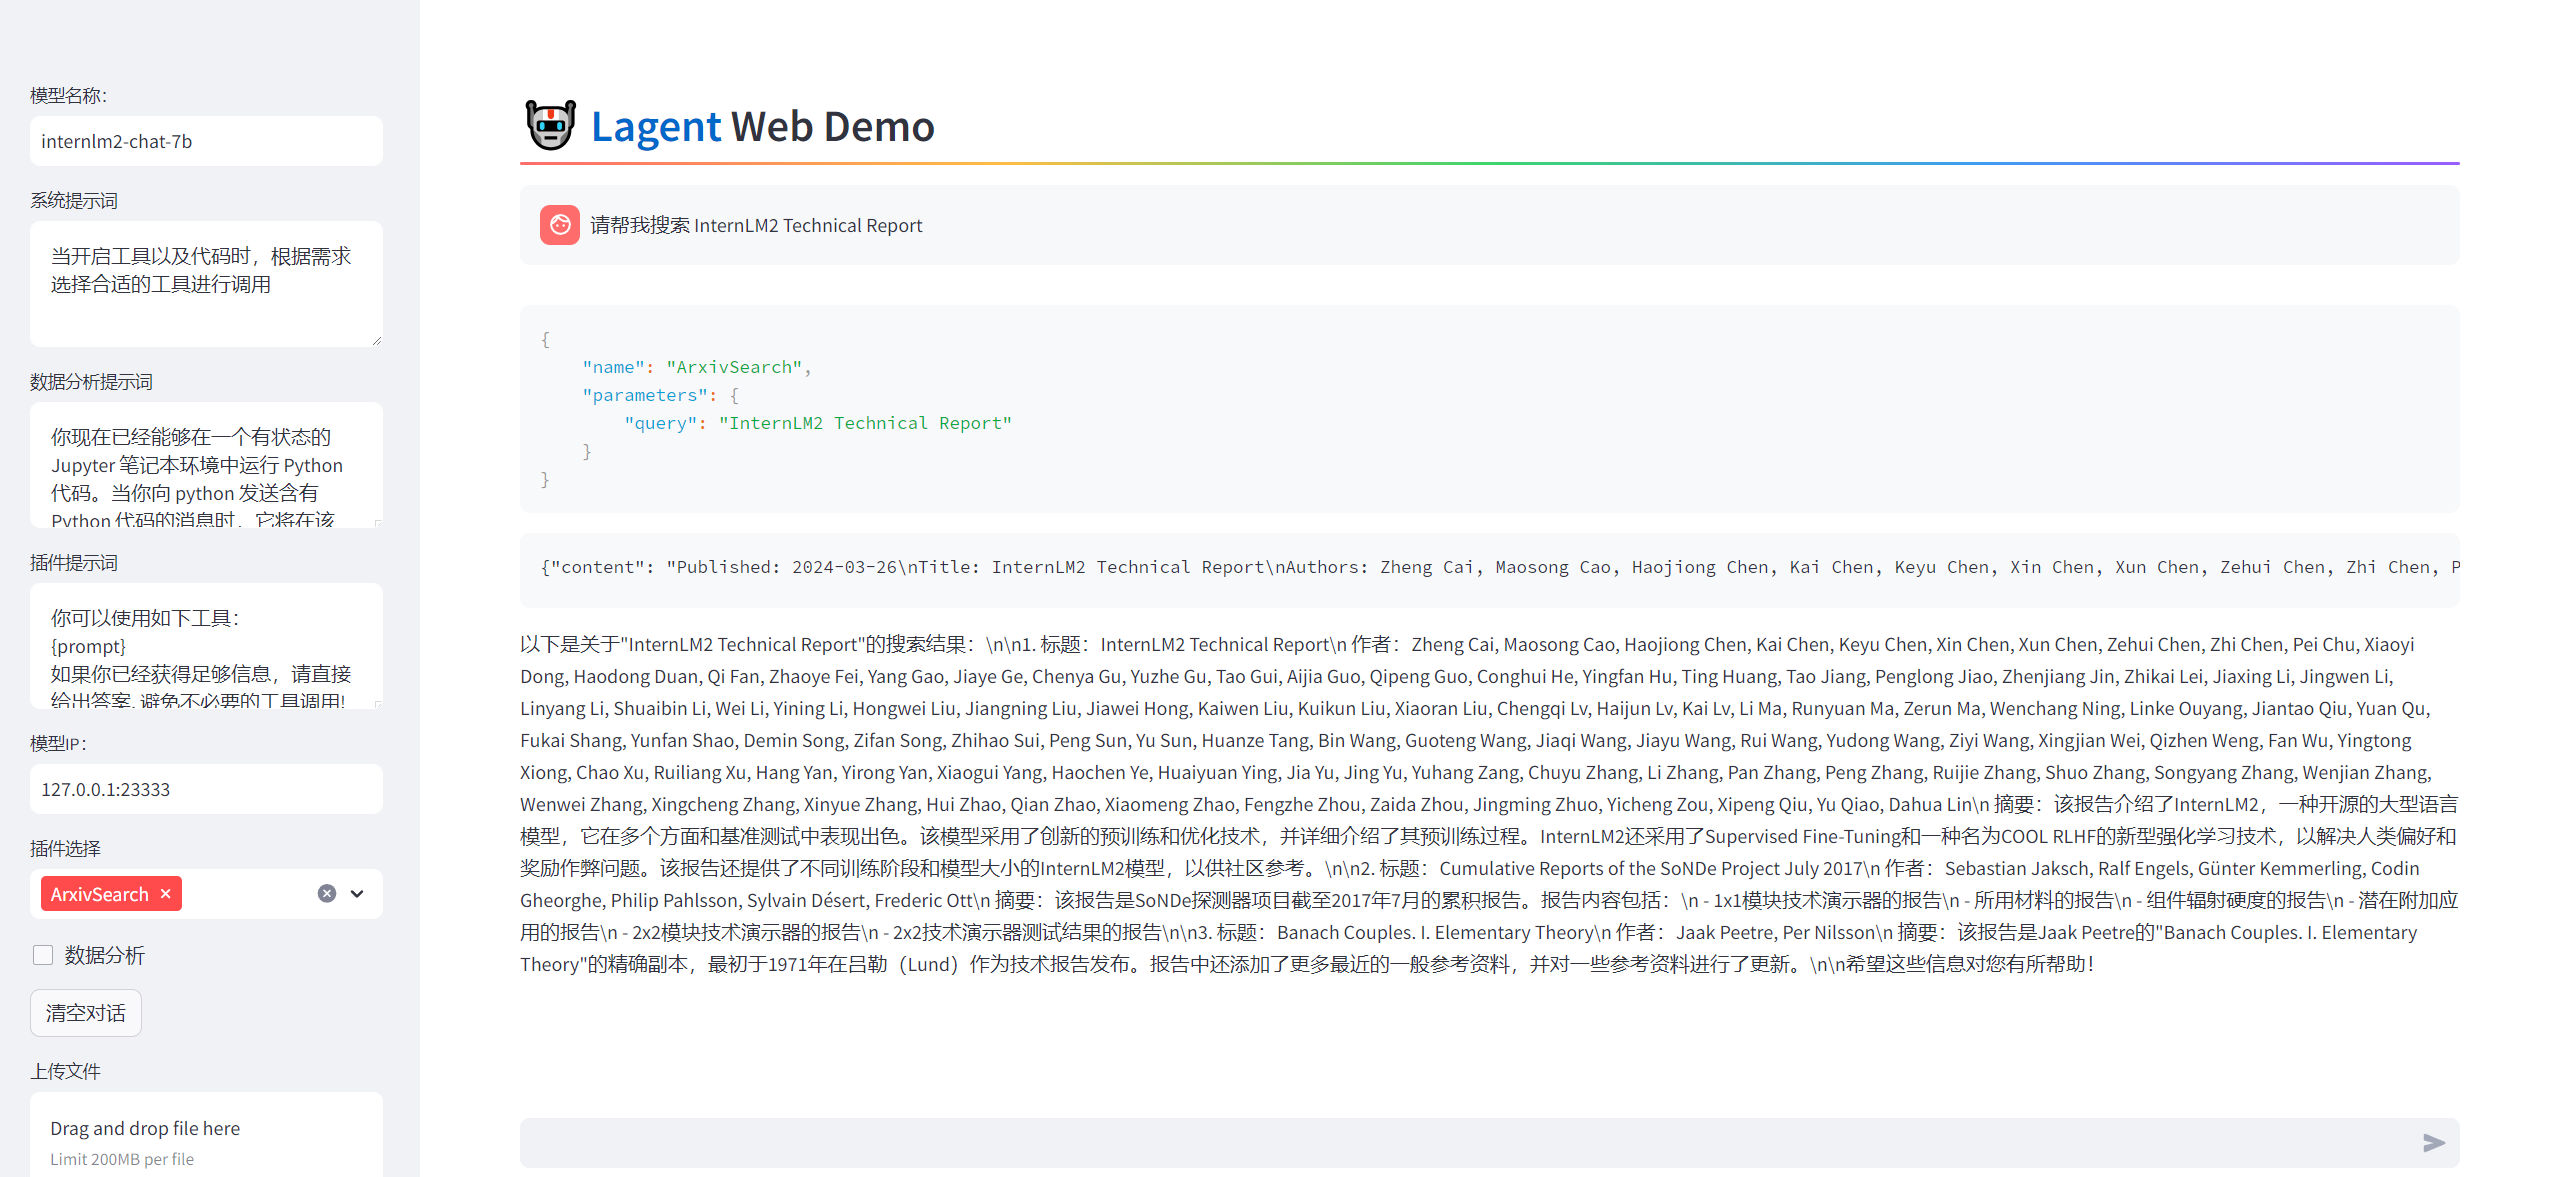 模型名称：
internlm2-chat-7b
系统提示词
当开启工具以及代码时，根据需求
选择合适的工具进行调用
数据分析提示词
你现在已经能够在一个有状态的
Jupyter 笔记本环境中运行 Python
代码。当你向 python 发送含有
Python 代码的消息时，它将在该
插件提示词
你可以使用如下工具：
{prompt}
如果你已经获得足够信息，请直接
给出答案. 避免不必要的工具调用!
模型IP：
127.0.0.1:23333
插件选择
ArxivSearch
数据分析
清空对话
上传文件
Drag and drop file here
Limit 200MB per file
Lagent Web Demo
请帮我搜索 InternLM2 Technical Report
{
    "name": "ArxivSearch",
    "parameters": {
        "query": "InternLM2 Technical Report"
    }
}
{"content": "Published: 2024-03-26\nTitle: InternLM2 Technical Report\nAuthors: Zheng Cai, Maosong Cao, Haojiong Chen, Kai Chen, Keyu Chen, Xin Chen, Xun Chen, Zehui Chen, Zhi Chen, P
以下是关于"InternLM2 Technical Report"的搜索结果：\n\n1. 标题：InternLM2 Technical Report\n 作者：Zheng Cai, Maosong Cao, Haojiong Chen, Kai Chen, Keyu Chen, Xin Chen, Xun Chen, Zehui Chen, Zhi Chen, Pei Chu, Xiaoyi
Dong, Haodong Duan, Qi Fan, Zhaoye Fei, Yang Gao, Jiaye Ge, Chenya Gu, Yuzhe Gu, Tao Gui, Aijia Guo, Qipeng Guo, Conghui He, Yingfan Hu, Ting Huang, Tao Jiang, Penglong Jiao, Zhenjiang Jin, Zhikai Lei, Jiaxing Li, Jingwen Li,
Linyang Li, Shuaibin Li, Wei Li, Yining Li, Hongwei Liu, Jiangning Liu, Jiawei Hong, Kaiwen Liu, Kuikun Liu, Xiaoran Liu, Chengqi Lv, Haijun Lv, Kai Lv, Li Ma, Runyuan Ma, Zerun Ma, Wenchang Ning, Linke Ouyang, Jiantao Qiu, Yuan Qu,
Fukai Shang, Yunfan Shao, Demin Song, Zifan Song, Zhihao Sui, Peng Sun, Yu Sun, Huanze Tang, Bin Wang, Guoteng Wang, Jiaqi Wang, Jiayu Wang, Rui Wang, Yudong Wang, Ziyi Wang, Xingjian Wei, Qizhen Weng, Fan Wu, Yingtong
Xiong, Chao Xu, Ruiliang Xu, Hang Yan, Yirong Yan, Xiaogui Yang, Haochen Ye, Huaiyuan Ying, Jia Yu, Jing Yu, Yuhang Zang, Chuyu Zhang, Li Zhang, Pan Zhang, Peng Zhang, Ruijie Zhang, Shuo Zhang, Songyang Zhang, Wenjian Zhang,
Wenwei Zhang, Xingcheng Zhang, Xinyue Zhang, Hui Zhao, Qian Zhao, Xiaomeng Zhao, Fengzhe Zhou, Zaida Zhou, Jingming Zhuo, Yicheng Zou, Xipeng Qiu, Yu Qiao, Dahua Lin\n 摘要：该报告介绍了InternLM2，一种开源的大型语言
模型，它在多个方面和基准测试中表现出色。该模型采用了创新的预训练和优化技术，并详细介绍了其预训练过程。InternLM2还采用了Supervised Fine-Tuning和一种名为COOL RLHF的新型强化学习技术，以解决人类偏好和
奖励作弊问题。该报告还提供了不同训练阶段和模型大小的InternLM2模型，以供社区参考。\n\n2. 标题：Cumulative Reports of the SoNDe Project July 2017\n 作者：Sebastian Jaksch, Ralf Engels, Günter Kemmerling, Codin
Gheorghe, Philip Pahlsson, Sylvain Désert, Frederic Ott\n 摘要：该报告是SoNDe探测器项目截至2017年7月的累积报告。报告内容包括：\n - 1x1模块技术演示器的报告\n - 所用材料的报告\n - 组件辐射硬度的报告\n - 潜在附加应
用的报告\n - 2x2模块技术演示器的报告\n - 2x2技术演示器测试结果的报告\n\n3. 标题：Banach Couples. I. Elementary Theory\n 作者：Jaak Peetre, Per Nilsson\n 摘要：该报告是Jaak Peetre的"Banach Couples. I. Elementary
Theory"的精确副本，最初于1971年在吕勒（Lund）作为技术报告发布。报告中还添加了更多最近的一般参考资料，并对一些参考资料进行了更新。\n\n希望这些信息对您有所帮助！